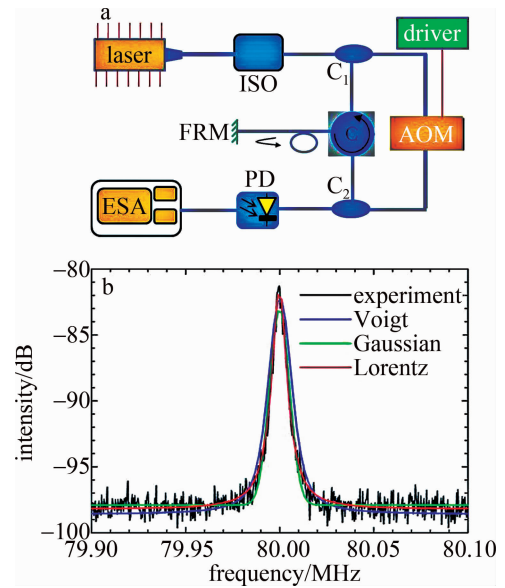 a
laser
ISO
C1
driver
FRM
C
AOM
C2
PD
ESA
b
experiment
Voigt
Gaussian
Lorentz
intensity/dB
−80
−85
−90
−95
−100
79.90 79.95 80.00 80.05 80.10
frequency/MHz